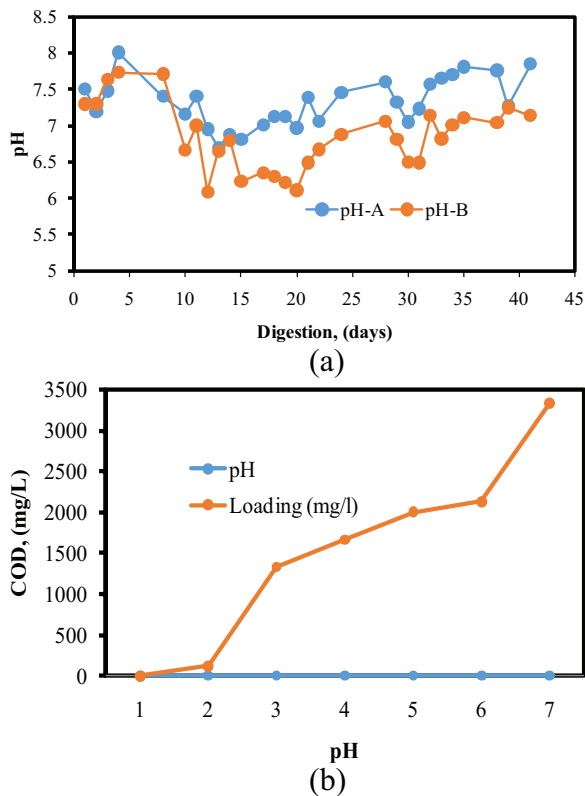 8.5
8
7.5
7
6.5
6
5.5
5
pH
pH-A
pH-B
0 5 10 15 20 25 30 35 40 45
Digestion, (days)
(a)
3500
3000
2500
2000
1500
1000
500
0
COD, (mg/L)
pH
Loading (mg/l)
1 2 3 4 5 6 7
pH
(b)